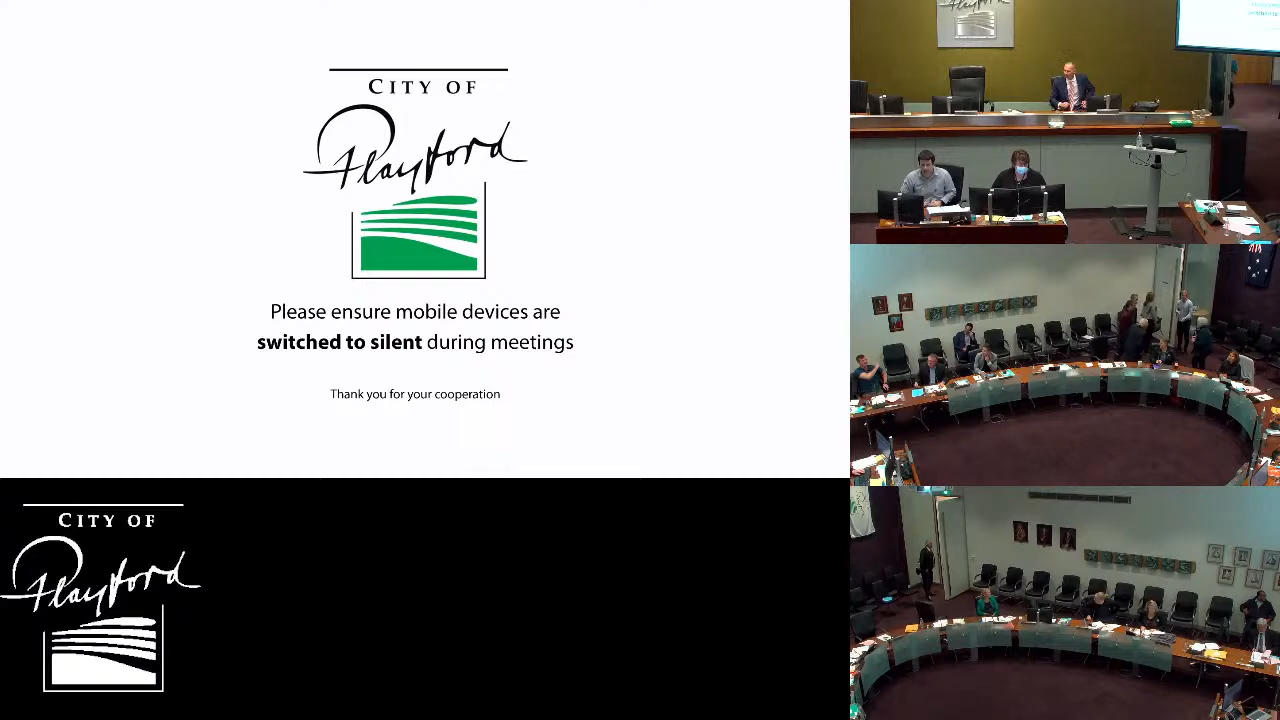 CITY OF
Playford
Please ensure mobile devices are
switched to silent during meetings
Thank you for your cooperation
CITY OF
Playford
Playford